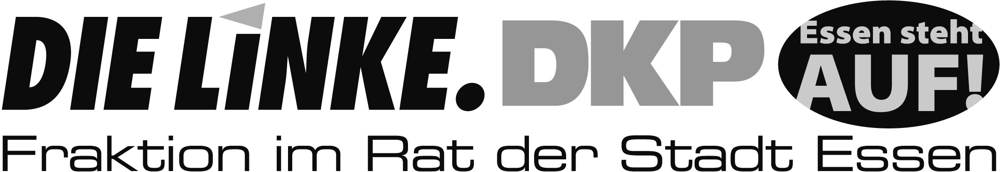 DIE LiNKE. DKP
Essen steht
AUF!
Fraktion im Rat der Stadt Essen